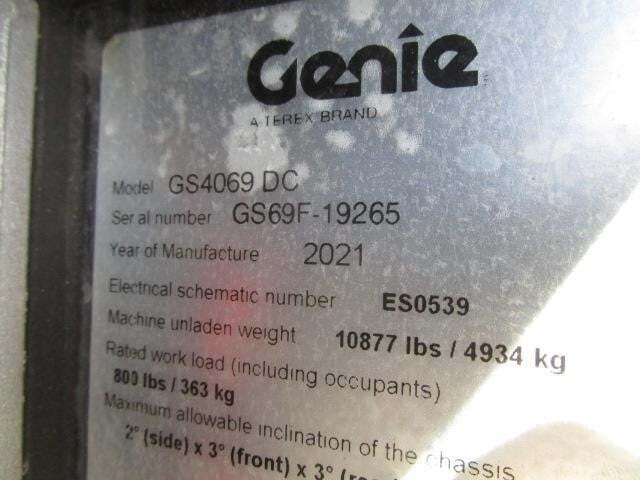 Genie
A TEREX BRAND
Model GS4069 DC
Serial number GS69F-19265
Year of Manufacture 2021
Electrical schematic number ES0539
Machine unladen weight 10877 lbs / 4934 kg
Rated work load (including occupants)
800 lbs / 363 kg
Maximum allowable inclination of the chassis
2° (side) x 3° (front) x 3°